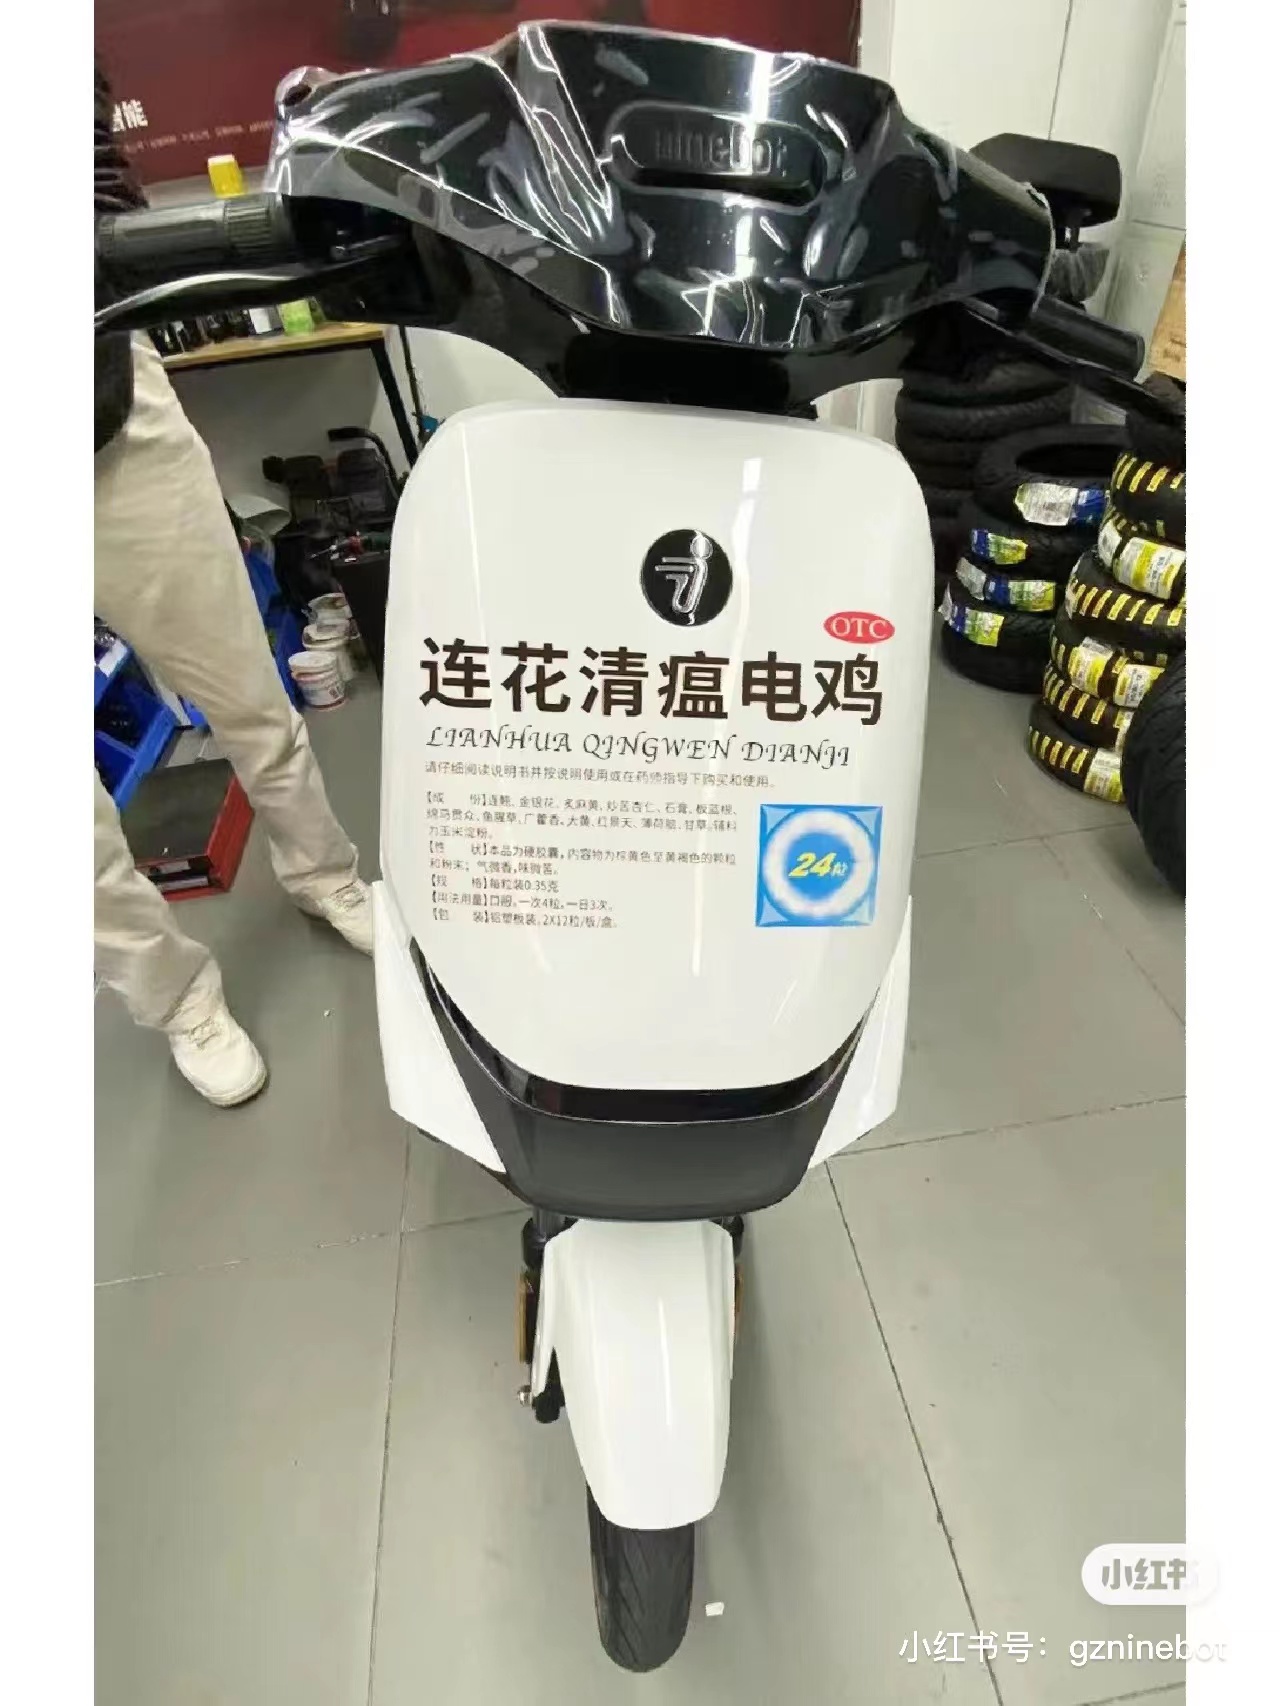 智能
ninebot
OTC
连花清瘟电鸡
LIANHUA QINGWEN DIANJI
请仔细阅读说明书并按说明使用或在药师指导下购买和使用。
【成 份】连翘、金银花、炙麻黄、炒苦杏仁、石膏、板蓝根、
绵马贯众、鱼腥草、广藿香、大黄、红景天、薄荷脑、甘草。辅料
为玉米淀粉。
【性 状】本品为硬胶囊,内容物为棕黄色至黄褐色的颗粒
和粉末;气微香,味微苦。
【规 格】每粒装0.35克
【用法用量】口服。一次4粒,一日3次。
【包 装】铝塑板装。2X12粒/板/盒。
24粒
小红书
小红书号：gzninebot